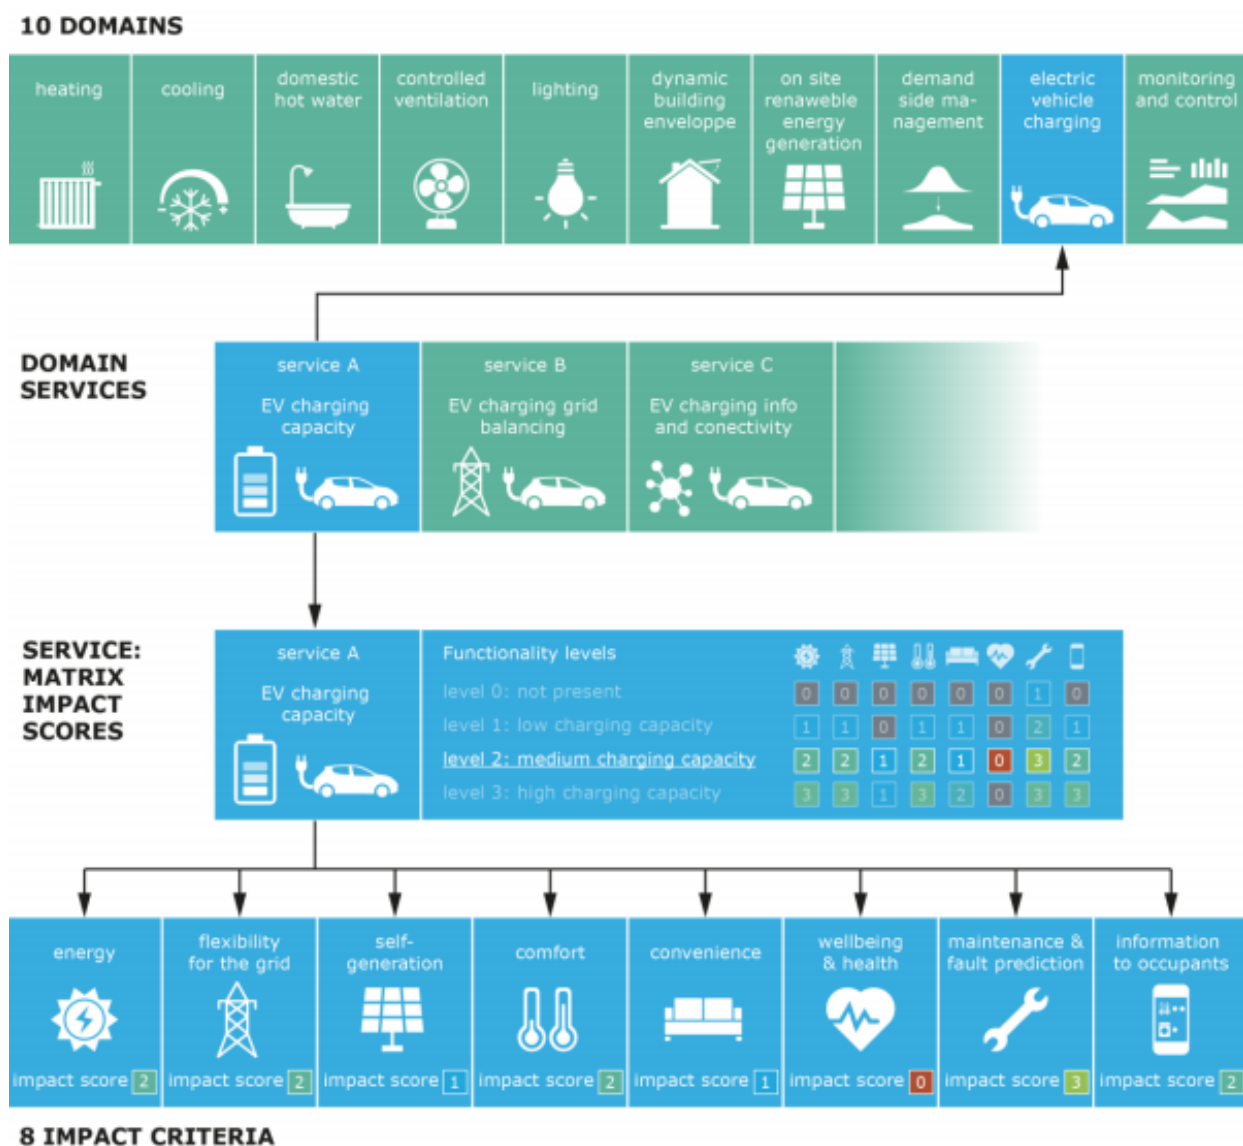 10 DOMAINS
heating
cooling
domestic
hot water
controlled
ventilation
lighting
dynamic
building
enveloppe
on site
renaweble
energy
generation
demand
side ma-
nagement
electric
vehicle
charging
monitoring
and control
DOMAIN
SERVICES
service A
EV charging
capacity
service B
EV charging grid
balancing
service C
EV charging info
and conectivity
SERVICE:
MATRIX
IMPACT
SCORES
service A
EV charging
capacity
Functionality levels
level 0: not present 0 0 0 0 0 0 1 0
level 1: low charging capacity 1 1 0 1 1 0 2 1
level 2: medium charging capacity 2 2 1 2 1 0 3 2
level 3: high charging capacity 3 3 1 3 2 0 3 3
energy
impact score 2
flexibility
for the grid
impact score 2
self-
generation
impact score 1
comfort
impact score 2
convenience
impact score 1
wellbeing
& health
impact score 0
maintenance &
fault prediction
impact score 3
information
to occupants
impact score 2
8 IMPACT CRITERIA